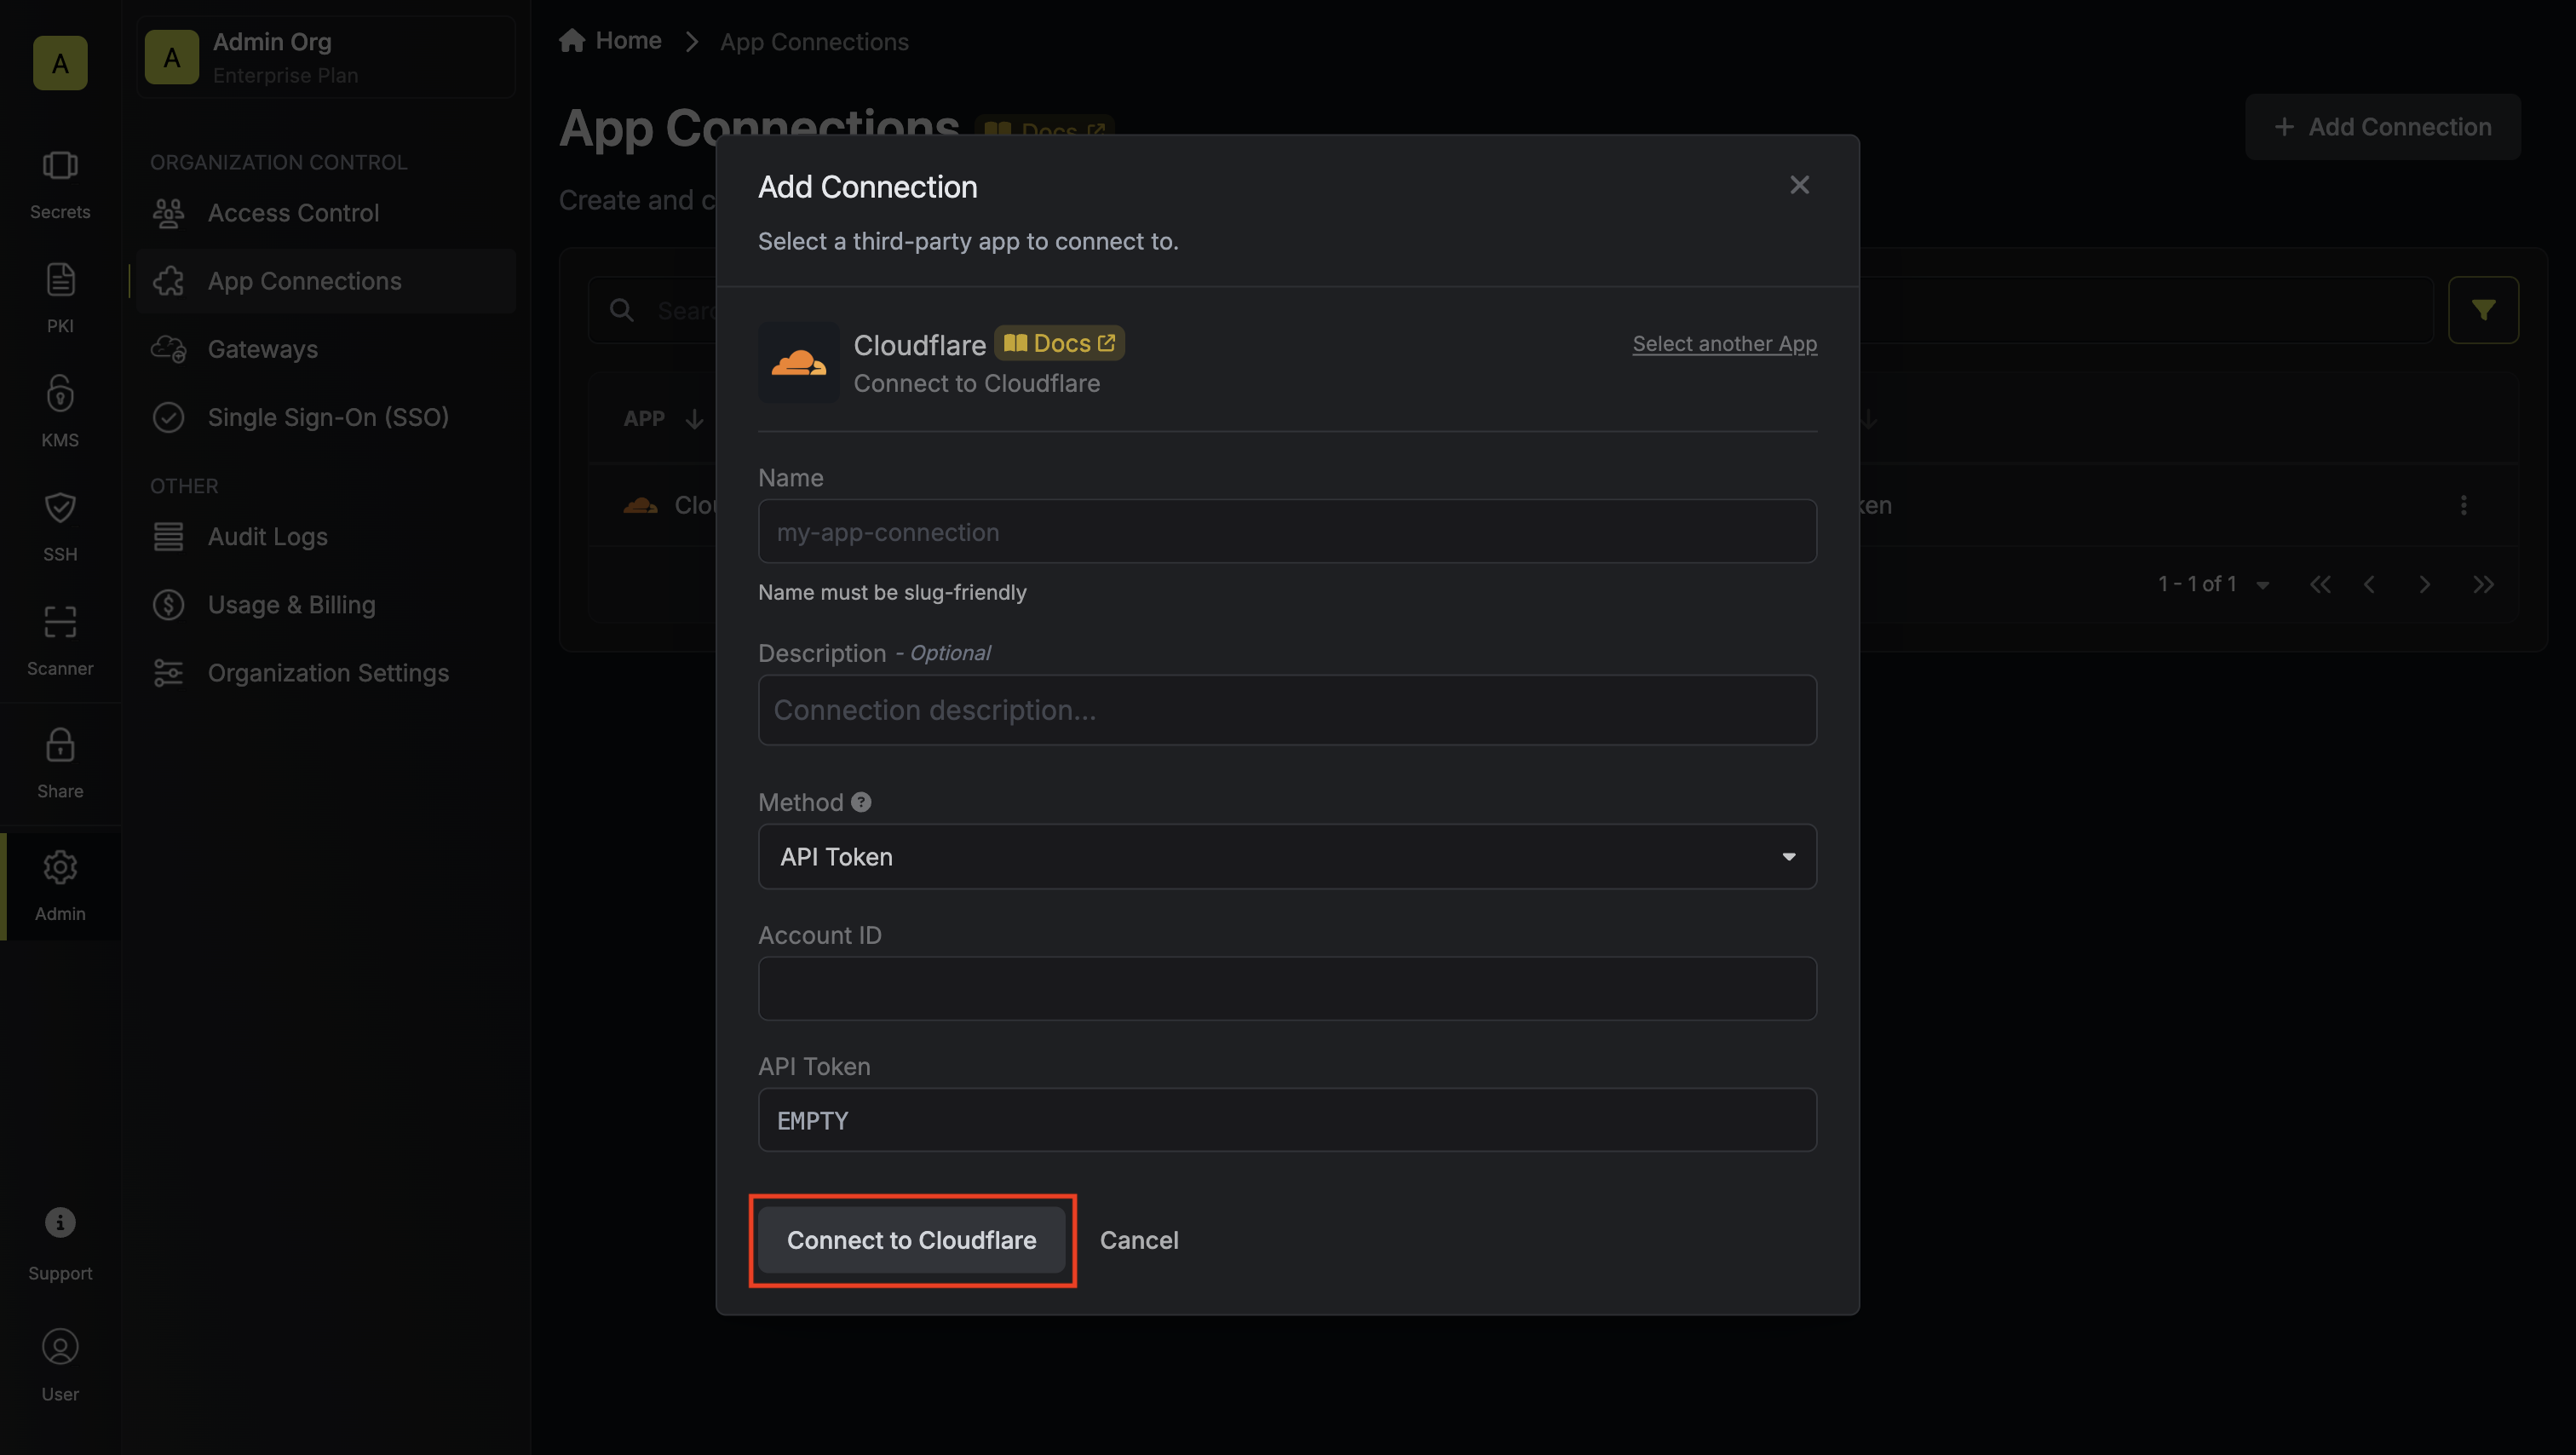 A
Secrets
PKI
KMS
SSH
Scanner
Share
Admin
Support
User
A
Admin Org
Enterprise Plan
ORGANIZATION CONTROL
Access Control
App Connections
Gateways
Single Sign-On (SSO)
OTHER
Audit Logs
Usage & Billing
Organization Settings
Home
App Connections
App Connections
Docs
Create and c
+ Add Connection
Searc
APP
Clou
ken
1 - 1 of 1
Add Connection
Select a third-party app to connect to.
Cloudflare
Docs
Select another App
Connect to Cloudflare
Name
my-app-connection
Name must be slug-friendly
Description - Optional
Connection description...
Method
API Token
Account ID
API Token
EMPTY
Connect to Cloudflare
Cancel